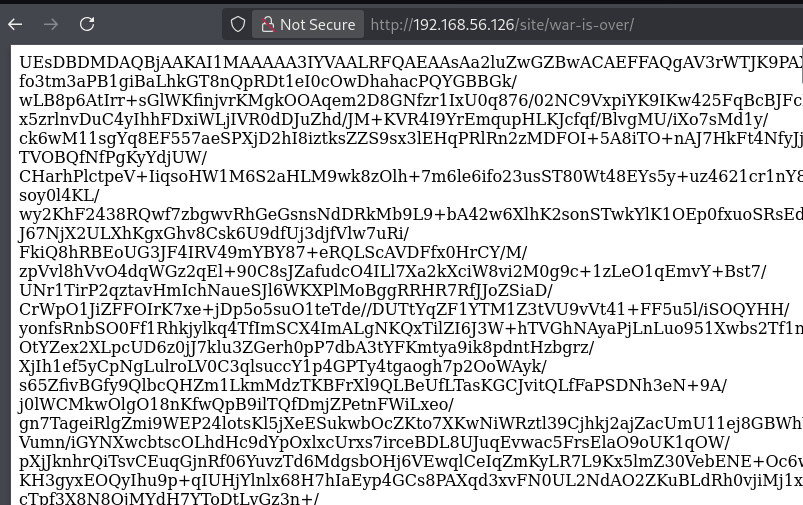 Not Secure http://192.168.56.126/site/war-is-over/
UEsDBDMDAQBjAAKAI1MAAAAA3IYVAALRFQAEAAsAa2luZwGZBwACAEFFAQgAV3rWTJK9PAX
fo3tm3aPB1giBaLhkGT8nQpRDt1eI0cOwDhahacPQYGBBGk/
wLB8p6AtIrr+sGlWKfinjvrKMgkOOAqem2D8GNfzr1IxU0q876/02NC9VxpiYK9IKw425FqBcBJFc
x5zrlnvDuC4yIhhFDxiWLjIVR0dDJuZhd/JM+KVR4I9YrEmqupHLKJcfqf/BlvgMU/iXo7sMd1y/
ck6wM11sgYq8EF557aeSPXjD2hI8iztksZZS9sx3lEHqPRlRn2zMDFOI+5A8iTO+nAJ7HkFt4NfyJj
TVOBQfNfPgKyYdjUW/
CHarhPlctpeV+IiqsoHW1M6S2aHLM9wk8zOlh+7m6le6ifo23usST80Wt48EYs5y+uz4621cr1nY8
soy0l4KL/
wy2KhF2438RQwf7zbgwvRhGeGsnsNdDRkMb9L9+bA42w6XlhK2sonSTwkYlK1OEp0fxuoSRsEd
J67NjX2ULXhKgxGhv8Csk6U9dfUj3djfVlw7uRi/
FkiQ8hRBEoUG3JF4IRV49mYBY87+eRQLScAVDFfx0HrCY/M/
zpVvl8hVvO4dqWGz2qEl+90C8sJZafudcO4ILl7Xa2kXciW8vi2M0g9c+1zLeO1qEmvY+Bst7/
UNr1TirP2qztavHmIchNaueSJl6WKXPlMoBggRRHR7RfJJoZSiaD/
CrWpO1JiZFFOIrK7xe+jDp5o5suO1teTde//DUTtYqZF1YTM1Z3tVU9vVt41+FF5u5l/iSOQYHH/
yonfsRnbSO0Ff1Rhkjylkq4TfImSCX4ImALgNKQxTilZI6J3W+hTVGhNAyaPjLnLuo951Xwbs2Tf1n
OtYZex2XLpcUD6z0jJ7klu3ZGerh0pP7dbA3tYFKmtya9ik8pdntHzbgrz/
XjIh1ef5yCpNgLulroLV0C3qlsuccY1p4GPTy4tgaogh7p2OoWAyk/
s65ZfivBGfy9QlbcQHZm1LkmMdzTKBFrXl9QLBeUfLTasKGCJvitQLfFaPSDNh3eN+9A/
j0lWCMkwOlgO18nKfwQpB9ilTQfDmjZPetnFWiLxeo/
gn7TageiRlgZmi9WEP24lotsKl5jXeESukwbOcZKto7XKwNiWRztl39Cjhkj2ajZacUmU11ej8GBWh
Vumn/iGYNXwcbtscOLhdHc9dYpOxlxcUrxs7irceBDL8UJuqEvwac5FrsElaO9oUK1qOW/
pXjJknhrQiTsvCEuqGjnRf06YuvzTd6MdgsbOHj6VEwqlCeIqZmKyLR7L9Kx5lmZ30VebENE+Oc6v
KH3gyxEOQyIhu9p+qIUHjYlnlx68H7hIaEyp4GCs8PAXqd3xvFN0UL2NdAO2ZKuBLdRh0vjiMj1x
cTpf3X8N8OjMYdH7YToDtLvGz3n+/